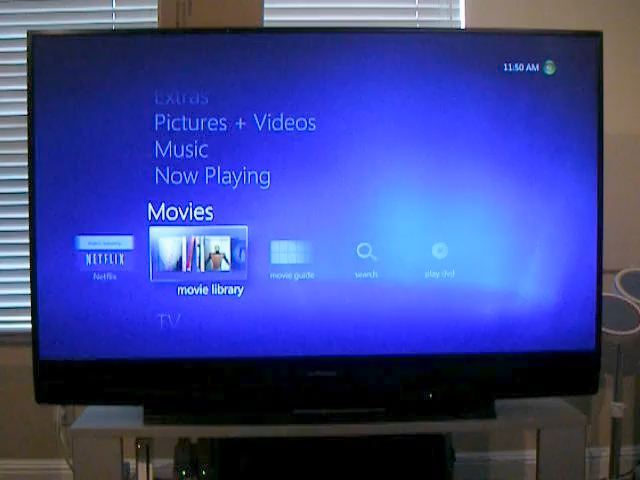 11:50 AM
Extras
Pictures + Videos
Music
Now Playing
Movies
NETFLIX
Netflix
movie library
movie guide
search
play dvd
TV